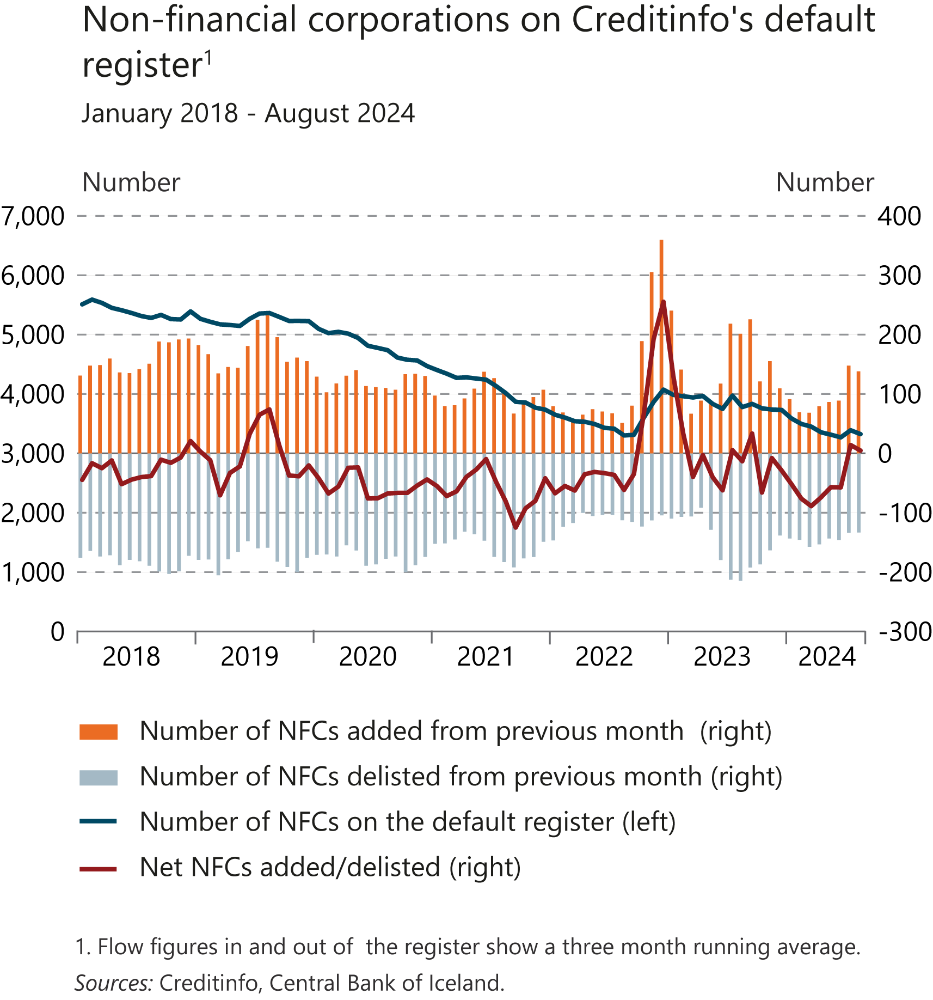 Non-financial corporations on Creditinfo's default
register¹
January 2018 - August 2024
Number Number
7,000 400
6,000 300
5,000 200
4,000 100
3,000 0
2,000 -100
1,000 -200
0 -300
2018 2019 2020 2021 2022 2023 2024
Number of NFCs added from previous month (right)
Number of NFCs delisted from previous month (right)
Number of NFCs on the default register (left)
Net NFCs added/delisted (right)
1. Flow figures in and out of the register show a three month running average.
Sources: Creditinfo, Central Bank of Iceland.